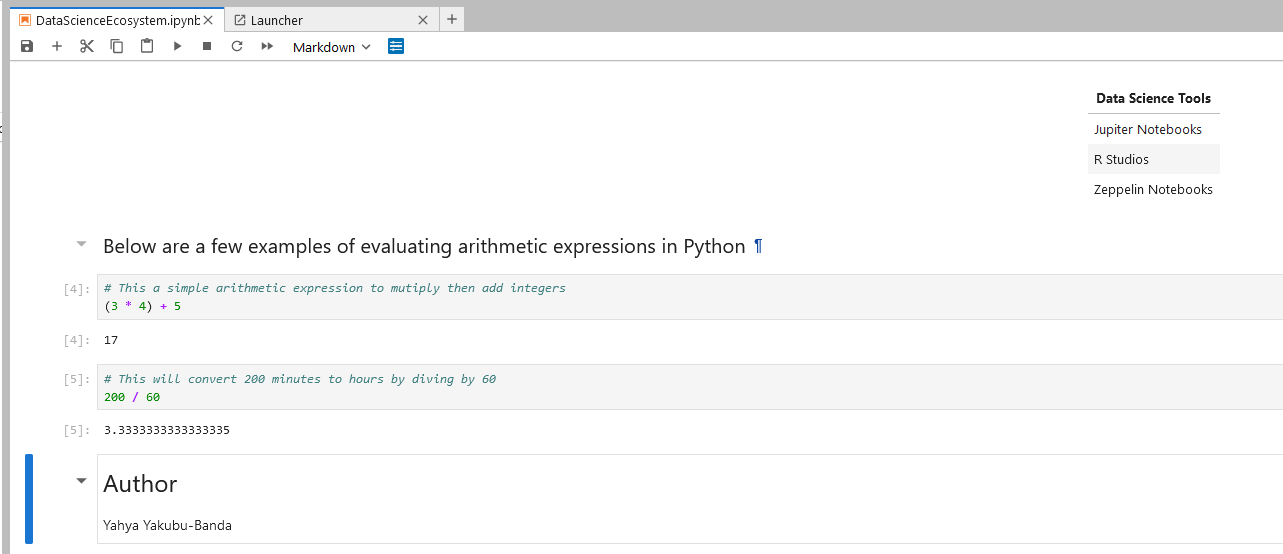 DataScienceEcosystem.ipynb
Launcher
Markdown
Data Science Tools
Jupiter Notebooks
R Studios
Zeppelin Notebooks
Below are a few examples of evaluating arithmetic expressions in Python ¶
[4]: # This a simple arithmetic expression to mutiply then add integers
(3 * 4) + 5
[4]: 17
[5]: # This will convert 200 minutes to hours by diving by 60
200 / 60
[5]: 3.3333333333333335
Author
Yahya Yakubu-Banda